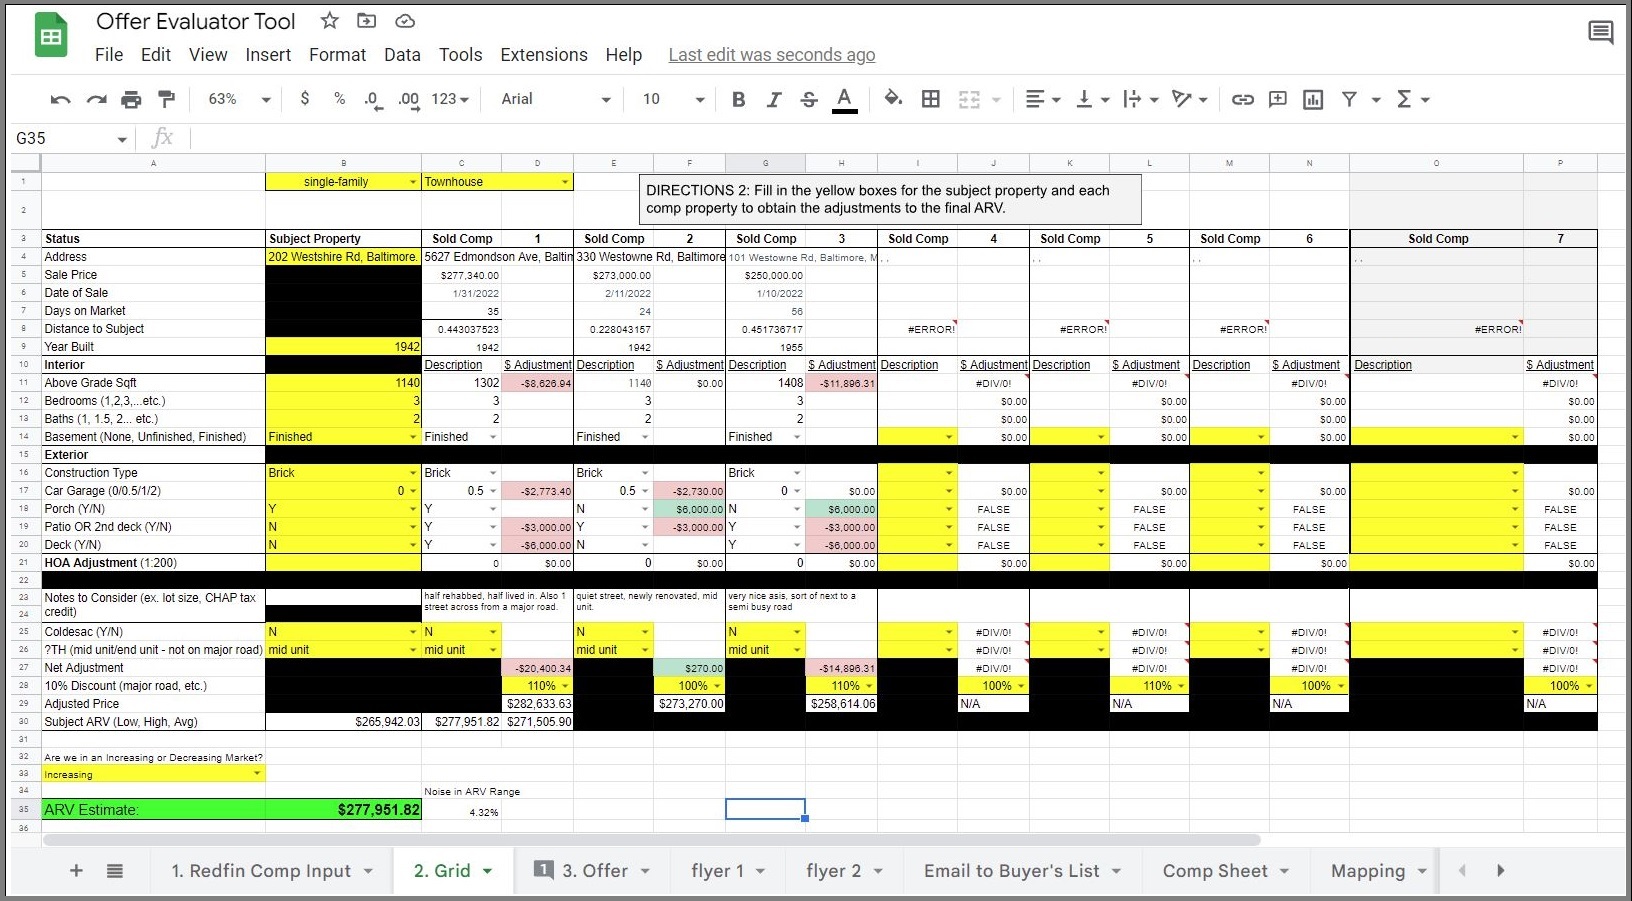 Offer Evaluator Tool
File Edit View Insert Format Data Tools Extensions Help Last edit was seconds ago
63% $ % .0 .00 123 Arial 10 B I S A
G35 fx
A B C D E F G H I J K L M N O P
1 single-family Townhouse
DIRECTIONS 2: Fill in the yellow boxes for the subject property and each
comp property to obtain the adjustments to the final ARV.
2
3 Status Subject Property Sold Comp 1 Sold Comp 2 Sold Comp 3 Sold Comp 4 Sold Comp 5 Sold Comp 6 Sold Comp 7
4 Address 202 Westshire Rd, Baltimore. 5627 Edmondson Ave, Baltin 330 Westowne Rd, Baltimore 101 Westowne Rd, Baltimore, M , , , , , , , ,
5 Sale Price $277,340.00 $273,000.00 $250,000.00
6 Date of Sale 1/31/2022 2/11/2022 1/10/2022
7 Days on Market 35 24 56
8 Distance to Subject 0.443037523 0.228043157 0.451736717 #ERROR! #ERROR! #ERROR! #ERROR!
9 Year Built 1942 1942 1942 1955
10 Interior Description $ Adjustment Description $ Adjustment Description $ Adjustment Description $ Adjustment Description $ Adjustment Description $ Adjustment Description $ Adjustment
11 Above Grade Sqft 1140 1302 -$8,626.94 1140 $0.00 1408 -$11,896.31 #DIV/0! #DIV/0! #DIV/0! #DIV/0!
12 Bedrooms (1,2,3,...etc.) 3 3 3 3 $0.00 $0.00 $0.00 $0.00
13 Baths (1, 1.5, 2... etc.) 2 2 2 2 $0.00 $0.00 $0.00 $0.00
14 Basement (None, Unfinished, Finished) Finished Finished Finished Finished $0.00 $0.00 $0.00 $0.00
15 Exterior
16 Construction Type Brick Brick Brick Brick
17 Car Garage (0/0.5/1/2) 0 0.5 -$2,773.40 0.5 -$2,730.00 0 $0.00 $0.00 $0.00 $0.00 $0.00
18 Porch (Y/N) Y Y N $6,000.00 N $6,000.00 FALSE FALSE FALSE FALSE
19 Patio OR 2nd deck (Y/N) N Y -$3,000.00 Y -$3,000.00 Y -$3,000.00 FALSE FALSE FALSE FALSE
20 Deck (Y/N) N Y -$6,000.00 N Y -$6,000.00 FALSE FALSE FALSE FALSE
21 HOA Adjustment (1:200) 0 $0.00 0 $0.00 0 $0.00 $0.00 $0.00 $0.00 $0.00
22
23 Notes to Consider (ex. lot size, CHAP tax half rehabbed, half lived in. Also 1 quiet street, newly renovated, mid very nice asis, sort of next to a
24 credit) street across from a major road. unit. semi busy road
25 Coldesac (Y/N) N N N N #DIV/0! #DIV/0! #DIV/0! #DIV/0!
26 ?TH (mid unit/end unit - not on major road) mid unit mid unit mid unit mid unit #DIV/0! #DIV/0! #DIV/0! #DIV/0!
27 Net Adjustment -$20,400.34 $270.00 -$14,896.31 #DIV/0! #DIV/0! #DIV/0! #DIV/0!
28 10% Discount (major road, etc.) 110% 100% 110% 100% 110% 100% 100%
29 Adjusted Price $282,633.63 $273,270.00 $258,614.06 N/A N/A N/A N/A
30 Subject ARV (Low, High, Avg) $265,942.03 $277,951.82 $271,505.90
31
32 Are we in an Increasing or Decreasing Market?
33 Increasing
34 Noise in ARV Range
35 ARV Estimate: $277,951.82 4.32%
36
1. Redfin Comp Input 2. Grid 1 3. Offer flyer 1 flyer 2 Email to Buyer's List Comp Sheet Mapping